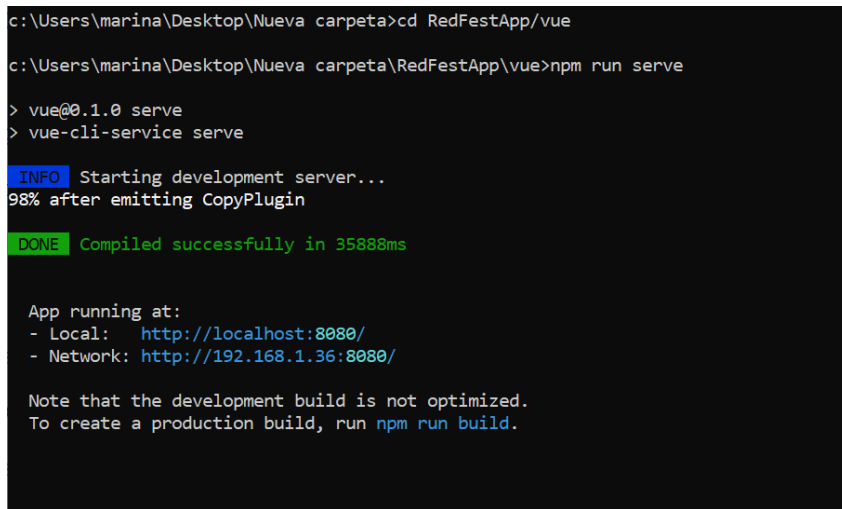 c:\Users\marina\Desktop\Nueva carpeta>cd RedFestApp/vue
c:\Users\marina\Desktop\Nueva carpeta\RedFestApp\vue>npm run serve
> vue@0.1.0 serve
> vue-cli-service serve
INFO Starting development server...
98% after emitting CopyPlugin
DONE Compiled successfully in 35888ms
App running at:
- Local: http://localhost:8080/
- Network: http://192.168.1.36:8080/
Note that the development build is not optimized.
To create a production build, run npm run build.